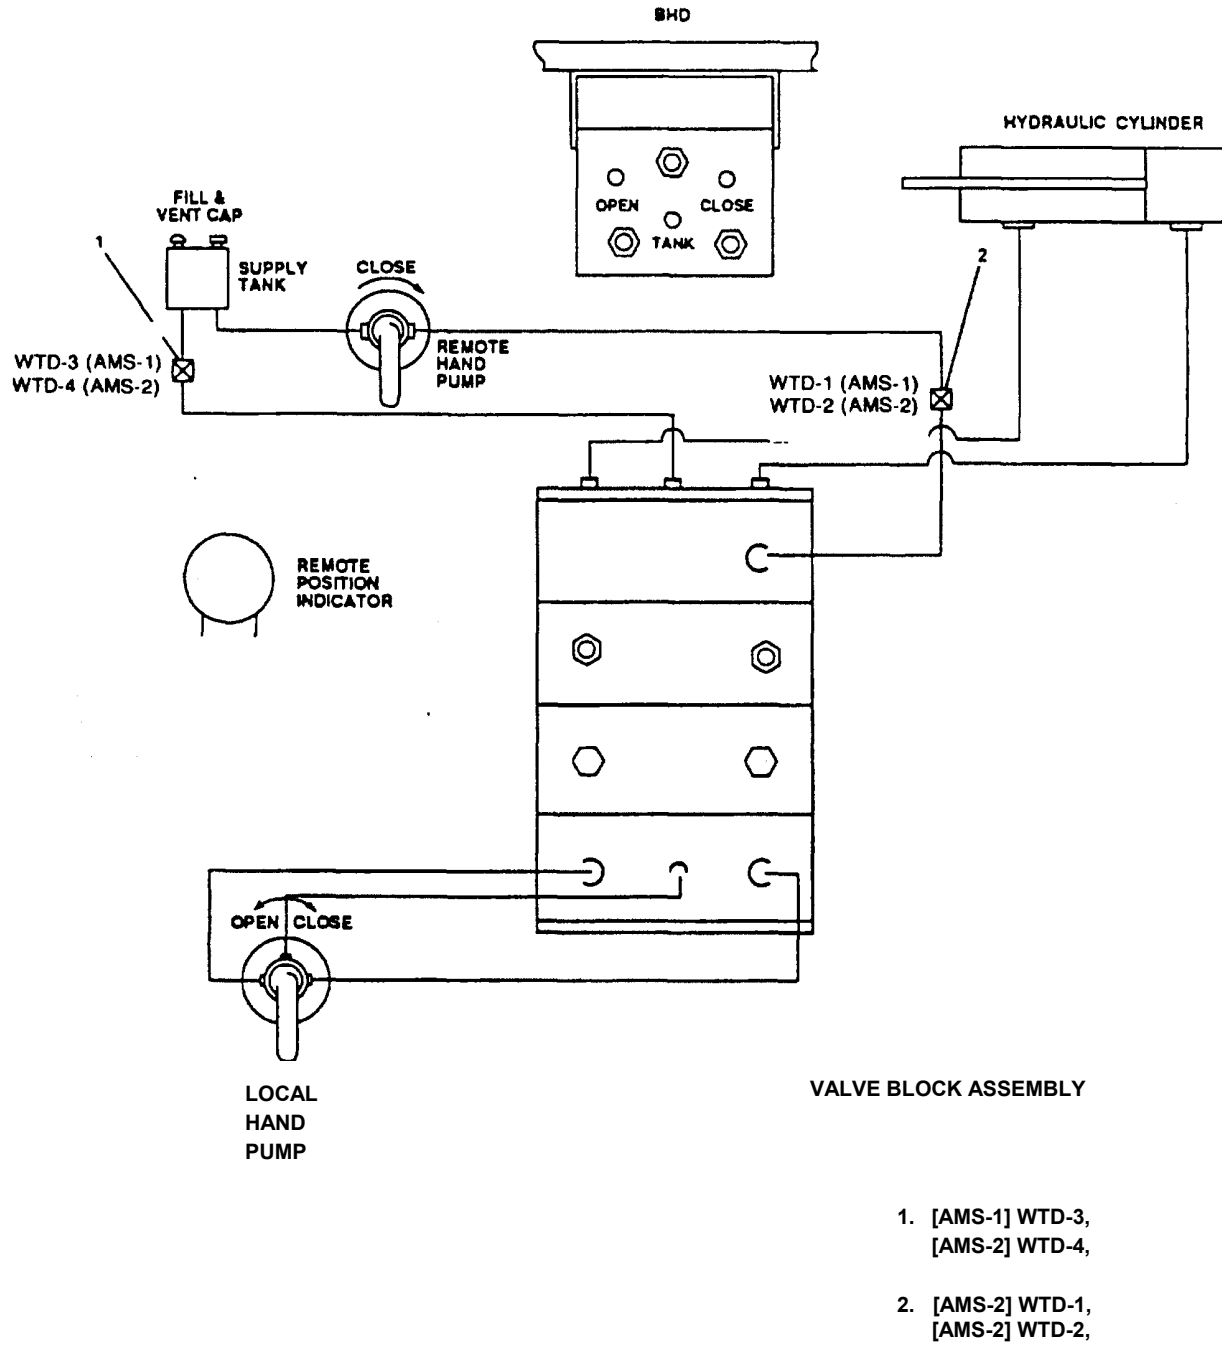 BHD
HYDRAULIC CYLINDER
OPEN
CLOSE
TANK
FILL &
VENT CAP
1
SUPPLY
TANK
CLOSE
2
REMOTE
HAND
PUMP
WTD-3 (AMS-1)
WTD-4 (AMS-2)
WTD-1 (AMS-1)
WTD-2 (AMS-2)
REMOTE
POSITION
INDICATOR
OPEN
CLOSE
LOCAL
HAND
PUMP
VALVE BLOCK ASSEMBLY
1. [AMS-1] WTD-3,
[AMS-2] WTD-4,
2. [AMS-2] WTD-1,
[AMS-2] WTD-2,